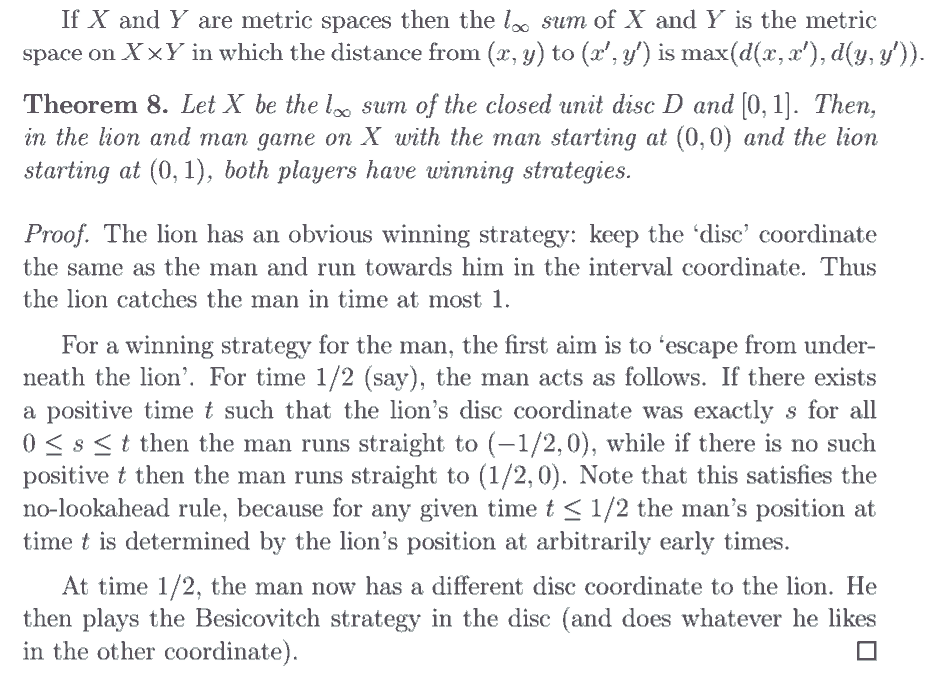 If X and Y are metric spaces then the l∞ sum of X and Y is the metric
space on X×Y in which the distance from (x, y) to (x′, y′) is max(d(x, x′), d(y, y′)).
Theorem 8. Let X be the l∞ sum of the closed unit disc D and [0, 1]. Then,
in the lion and man game on X with the man starting at (0, 0) and the lion
starting at (0, 1), both players have winning strategies.
Proof. The lion has an obvious winning strategy: keep the ‘disc’ coordinate
the same as the man and run towards him in the interval coordinate. Thus
the lion catches the man in time at most 1.
For a winning strategy for the man, the first aim is to ‘escape from under-
neath the lion’. For time 1/2 (say), the man acts as follows. If there exists
a positive time t such that the lion’s disc coordinate was exactly s for all
0 ≤ s ≤ t then the man runs straight to (−1/2, 0), while if there is no such
positive t then the man runs straight to (1/2, 0). Note that this satisfies the
no-lookahead rule, because for any given time t ≤ 1/2 the man’s position at
time t is determined by the lion’s position at arbitrarily early times.
At time 1/2, the man now has a different disc coordinate to the lion. He
then plays the Besicovitch strategy in the disc (and does whatever he likes
in the other coordinate). □